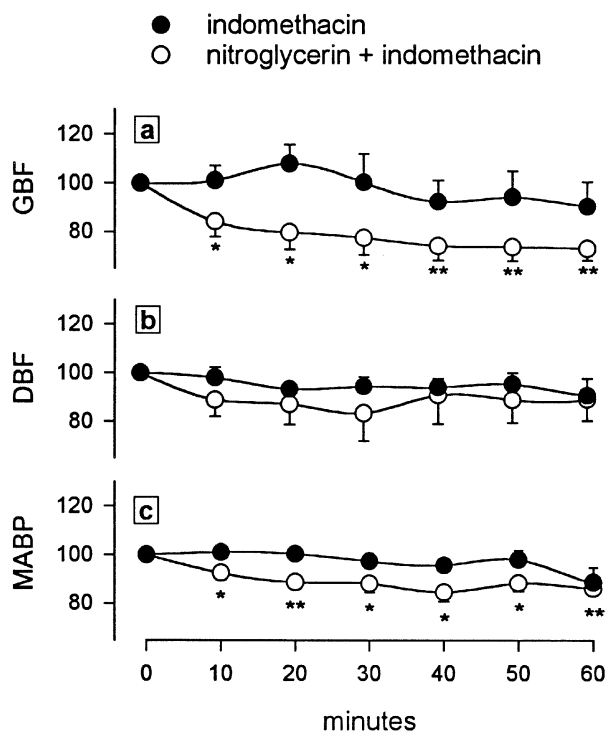 indomethacin
nitroglycerin + indomethacin
a
GBF
120
100
80
* * * ** ** **
b
DBF
120
100
80
c
MABP
120
100
80
* ** * * * **
0 10 20 30 40 50 60
minutes